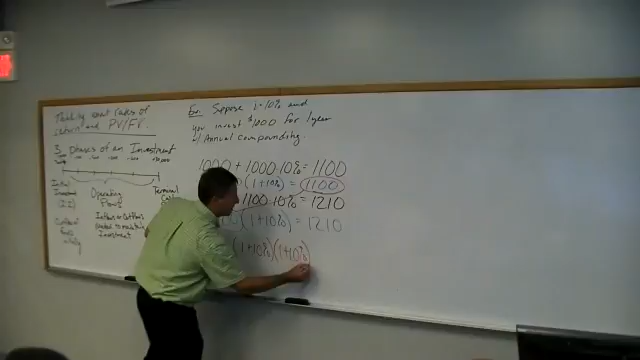 Thinking about rates of
return and PV/FV.
3 phases of an Investment
Initial
Investment
(I.I)
Operating
Flows
Terminal
Inflows or Outflows
needed to maintain
Investment
Ex: Suppose i=10% and
you invest $1000 for 1 year
w/ Annual compounding.
1000 + 1000·10% = 1100
(1+10%) = 1100
1100·10% = 1210
(1+10%) = 1210
(1+10%)(1+10%)